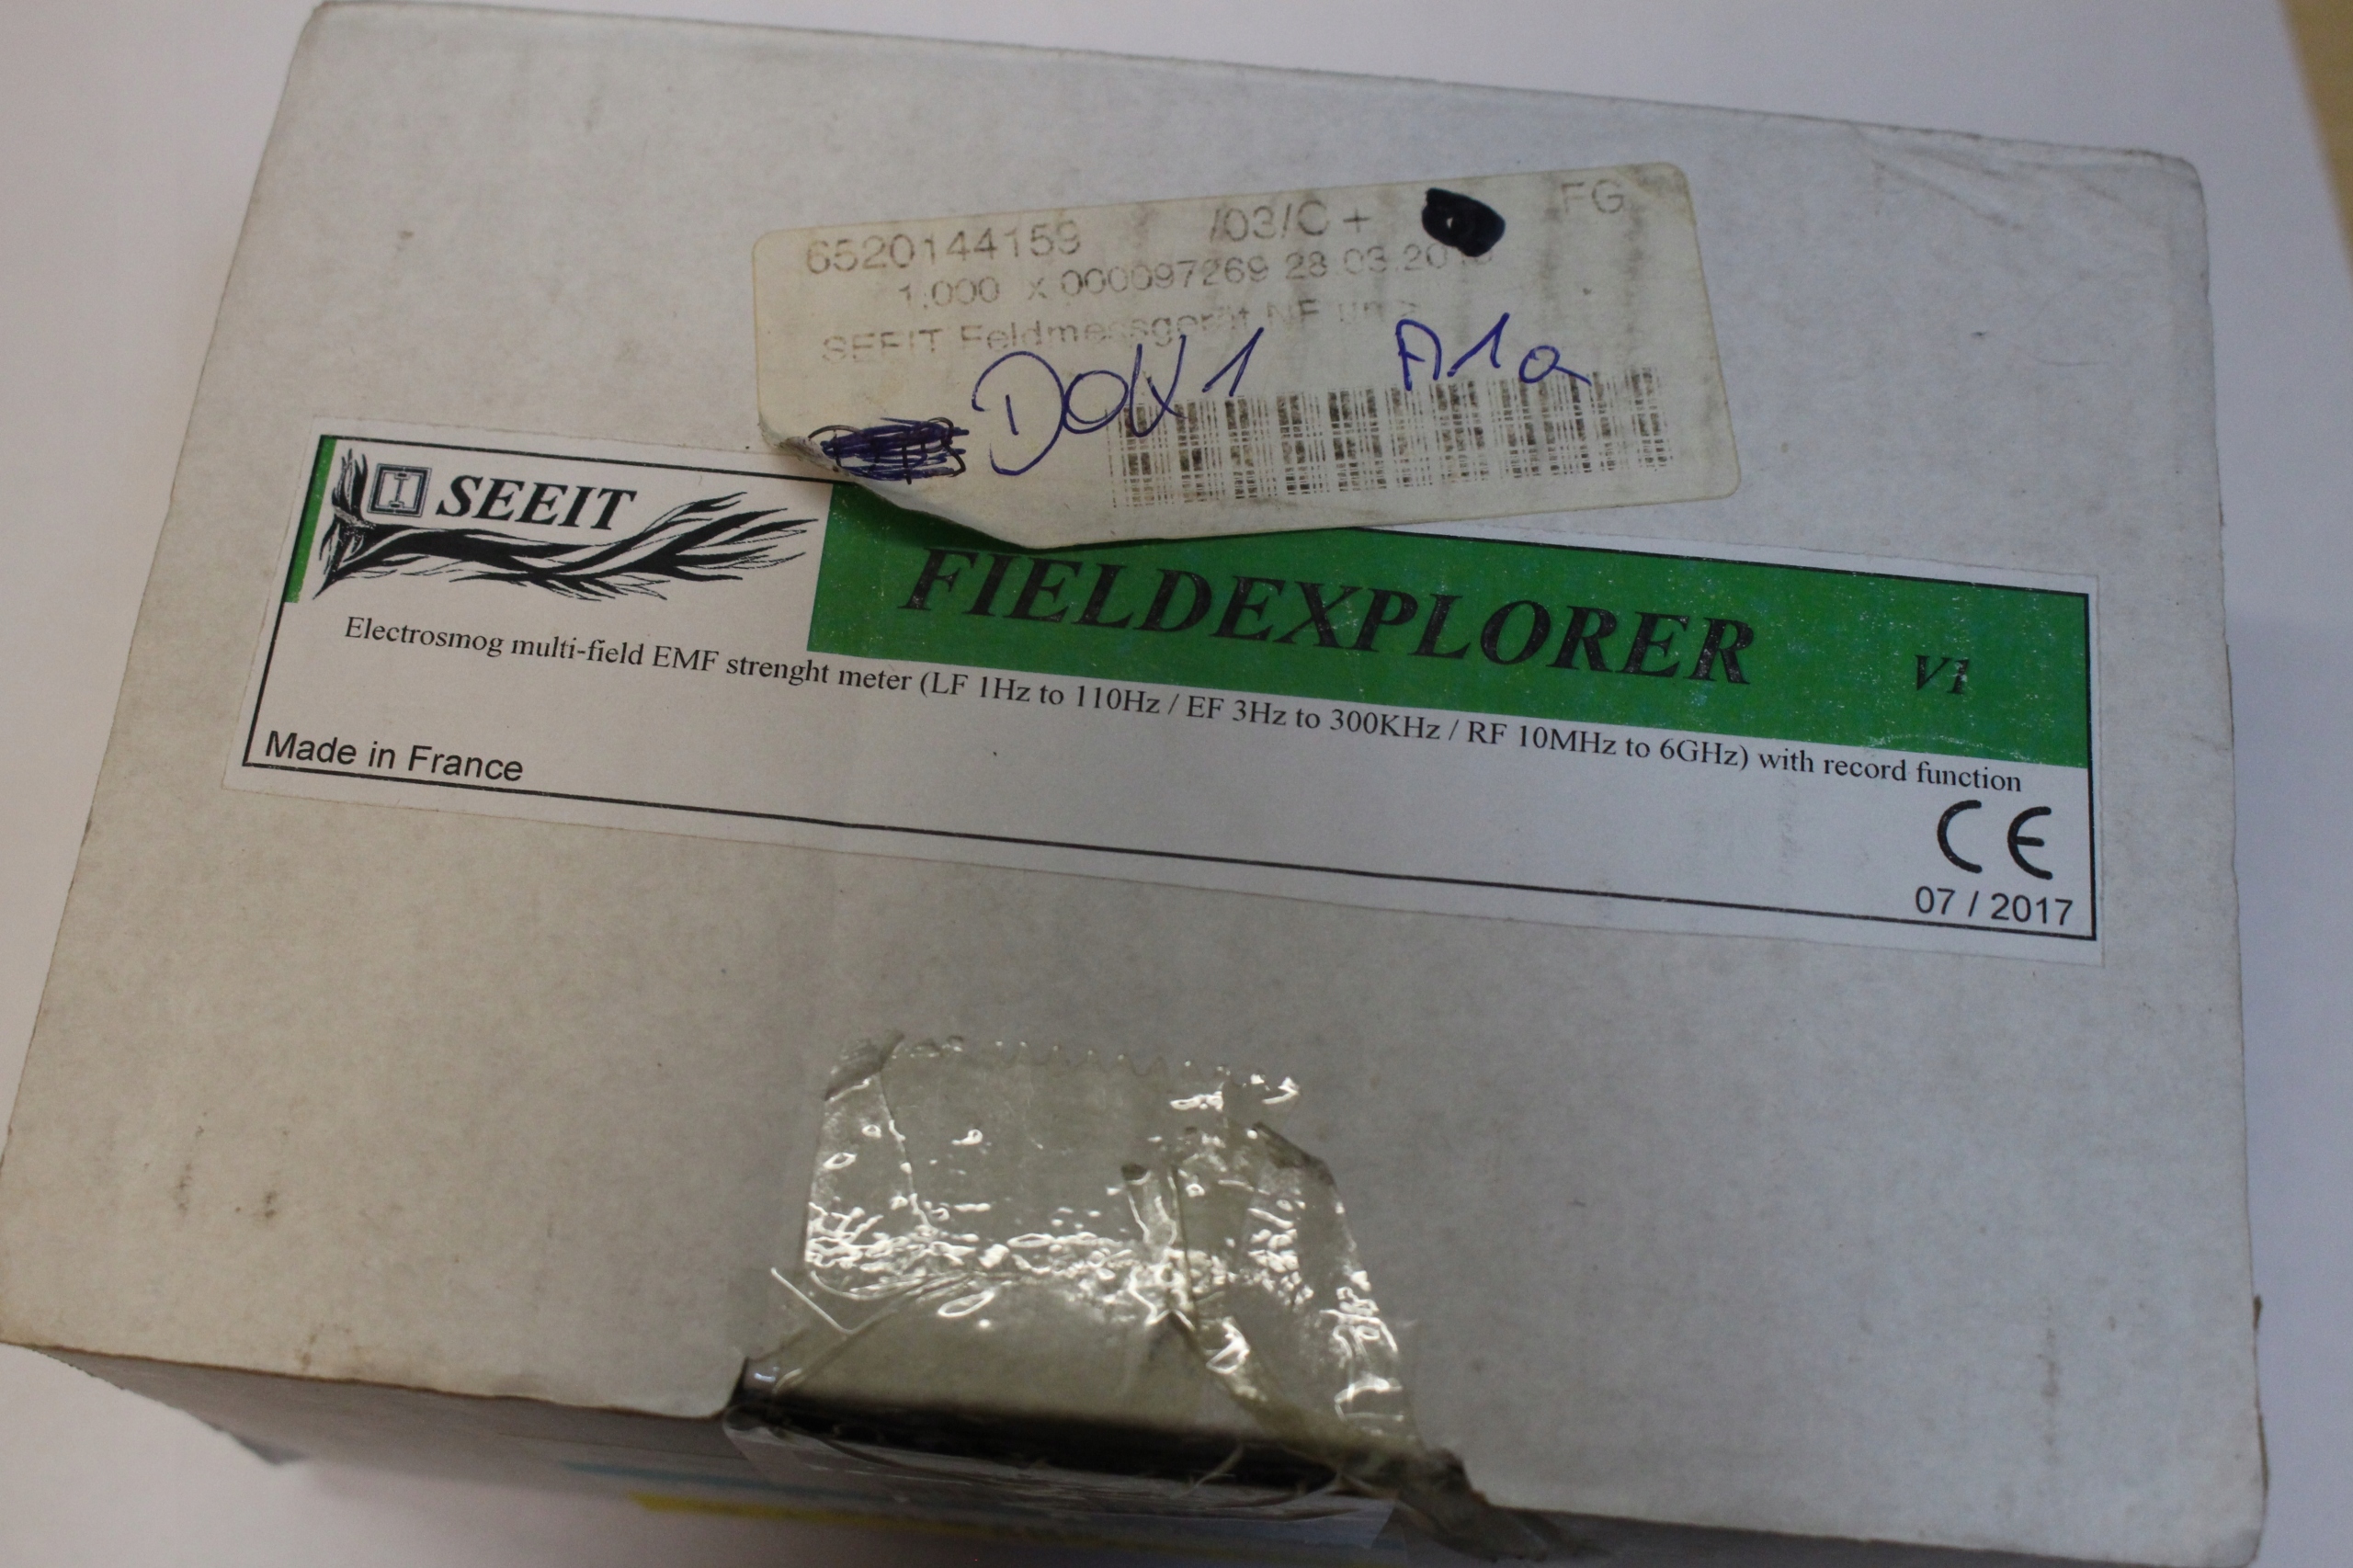 6520144159 /03/C + FG
1.000 x 000097269 28.03.20
SEEIT Feldmessgerät NF
DOK1 A1a
I SEEIT
FIELDEXPLORER V1
Electrosmog multi-field EMF strenght meter (LF 1Hz to 110Hz / EF 3Hz to 300KHz / RF 10MHz to 6GHz) with record function
Made in France
CE
07 / 2017